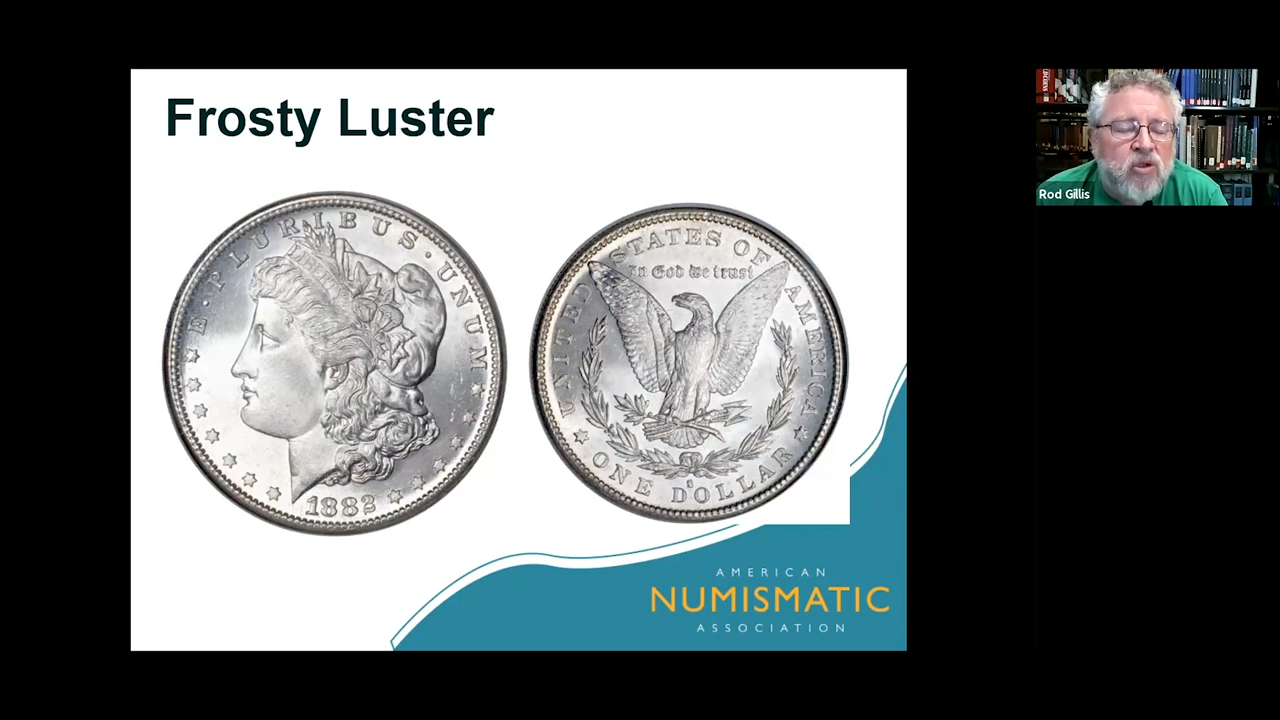 Frosty Luster
E · PLURIBUS · UNUM
1882
UNITED STATES OF AMERICA
In God we trust
ONE DOLLAR
S
AMERICAN
NUMISMATIC
ASSOCIATION
Rod Gillis